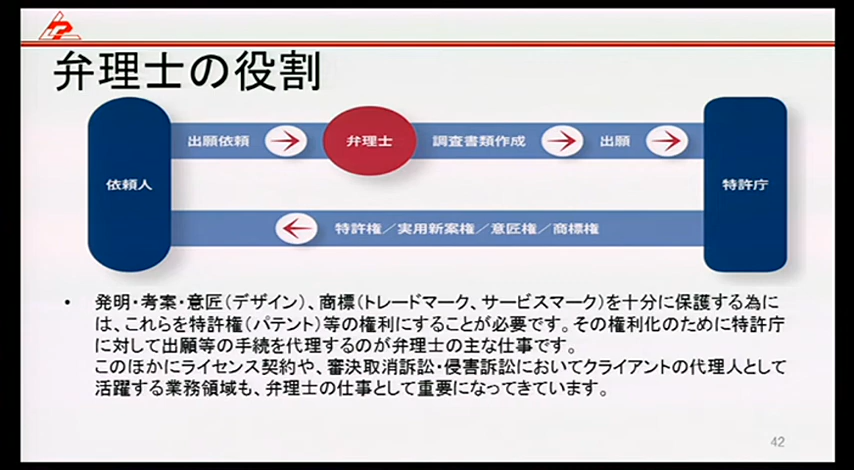 弁理士の役割
出願依頼
弁理士
調査書類作成
出願
依頼人
特許庁
特許権／実用新案権／意匠権／商標権
• 発明・考案・意匠（デザイン）、商標（トレードマーク、サービスマーク）を十分に保護する為に
は、これらを特許権（パテント）等の権利にすることが必要です。その権利化のために特許庁
に対して出願等の手続を代理するのが弁理士の主な仕事です。
このほかにライセンス契約や、審決取消訴訟・侵害訴訟においてクライアントの代理人として
活躍する業務領域も、弁理士の仕事として重要になってきています。
42